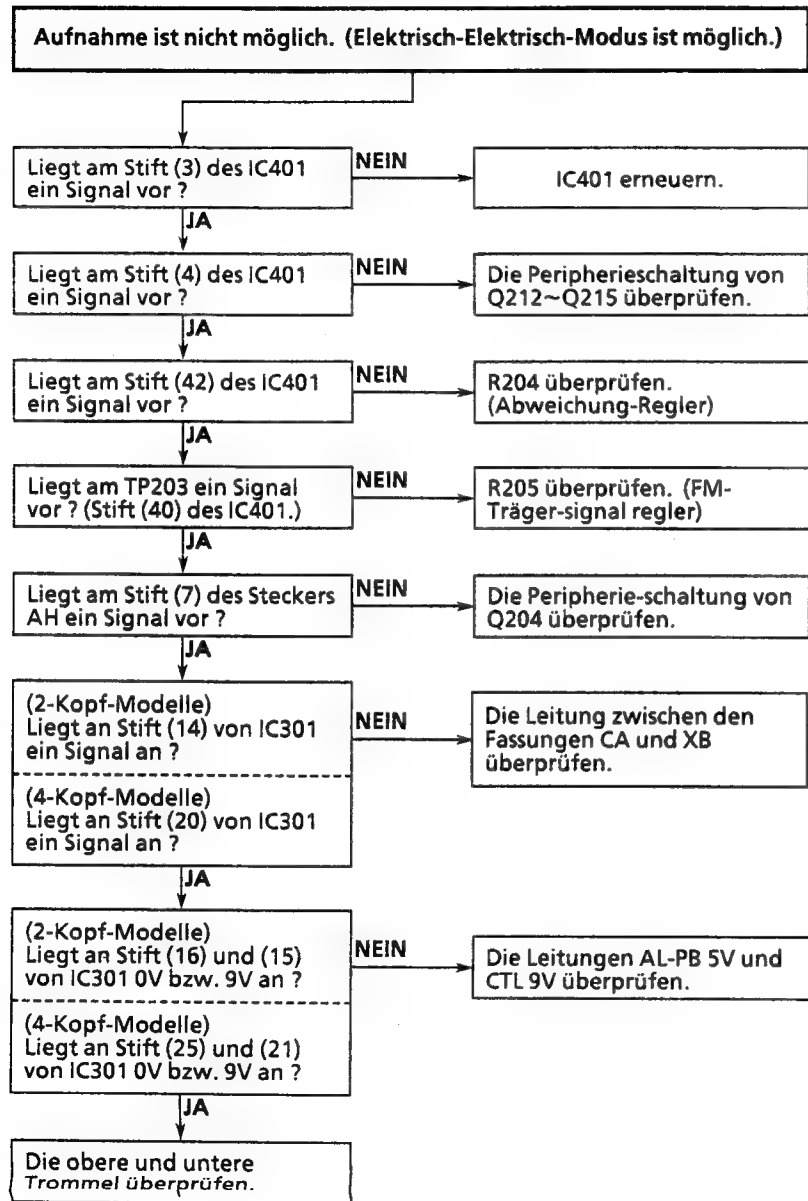 Aufnahme ist nicht möglich. (Elektrisch-Elektrisch-Modus ist möglich.)
Liegt am Stift (3) des IC401
ein Signal vor ?
NEIN
IC401 erneuern.
JA
Liegt am Stift (4) des IC401
ein Signal vor ?
NEIN
Die Peripherieschaltung von
Q212~Q215 überprüfen.
JA
Liegt am Stift (42) des IC401
ein Signal vor ?
NEIN
R204 überprüfen.
(Abweichung-Regler)
JA
Liegt am TP203 ein Signal
vor ? (Stift (40) des IC401.)
NEIN
R205 überprüfen. (FM-
Träger-signal regler)
JA
Liegt am Stift (7) des Steckers
AH ein Signal vor ?
NEIN
Die Peripherie-schaltung von
Q204 überprüfen.
JA
(2-Kopf-Modelle)
Liegt an Stift (14) von IC301
ein Signal an ?
NEIN
Die Leitung zwischen den
Fassungen CA und XB
überprüfen.
(4-Kopf-Modelle)
Liegt an Stift (20) von IC301
ein Signal an ?
JA
(2-Kopf-Modelle)
Liegt an Stift (16) und (15)
von IC301 0V bzw. 9V an ?
NEIN
Die Leitungen AL-PB 5V und
CTL 9V überprüfen.
(4-Kopf-Modelle)
Liegt an Stift (25) und (21)
von IC301 0V bzw. 9V an ?
JA
Die obere und untere
Trommel überprüfen.